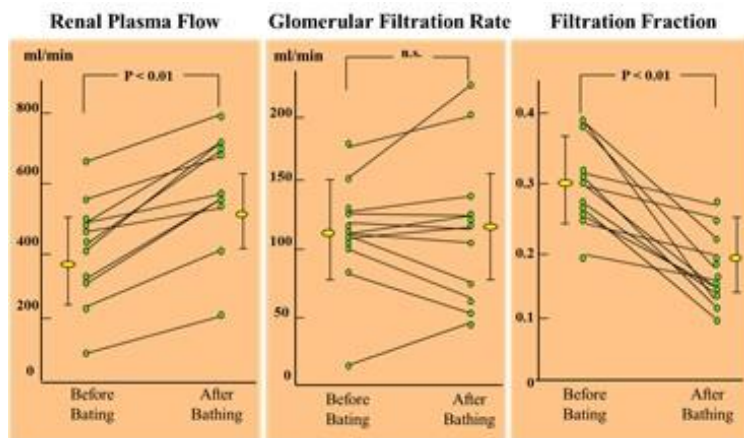 Renal Plasma Flow
ml/min
P < 0.01
800
600
400
200
0
Before
Bating
After
Bathing
Glomerular Filtration Rate
ml/min
n.s.
200
150
100
50
0
Before
Bating
After
Bathing
Filtration Fraction
P < 0.01
0.4
0.3
0.2
0.1
0
Before
Bating
After
Bathing